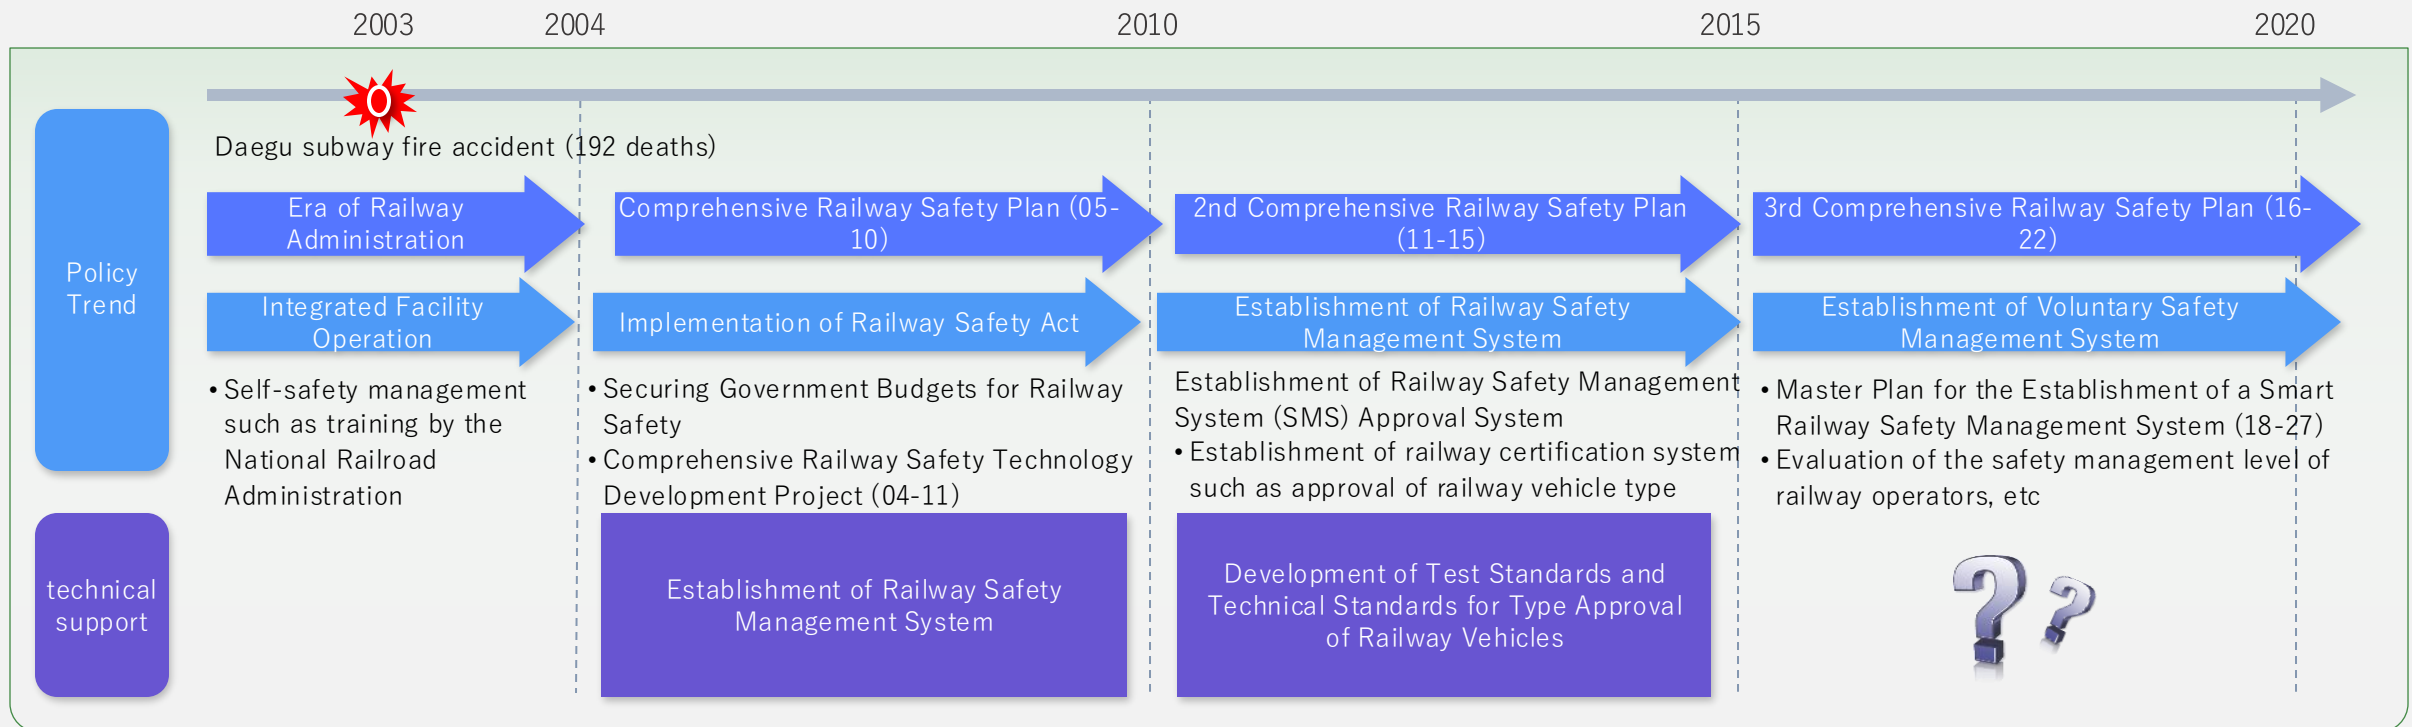 2003
2004
2010
2015
2020
Daegu subway fire accident (192 deaths)
Policy
Trend
Era of Railway
Administration
Comprehensive Railway Safety Plan (05-
10)
2nd Comprehensive Railway Safety Plan
(11-15)
3rd Comprehensive Railway Safety Plan (16-
22)
Integrated Facility
Operation
Implementation of Railway Safety Act
Establishment of Railway Safety
Management System
Establishment of Voluntary Safety
Management System
• Self-safety management
such as training by the
National Railroad
Administration
• Securing Government Budgets for Railway
Safety
• Comprehensive Railway Safety Technology
Development Project (04-11)
Establishment of Railway Safety Management
System (SMS) Approval System
• Establishment of railway certification system
such as approval of railway vehicle type
• Master Plan for the Establishment of a Smart
Railway Safety Management System (18-27)
• Evaluation of the safety management level of
railway operators, etc
technical
support
Establishment of Railway Safety
Management System
Development of Test Standards and
Technical Standards for Type Approval
of Railway Vehicles
? ?